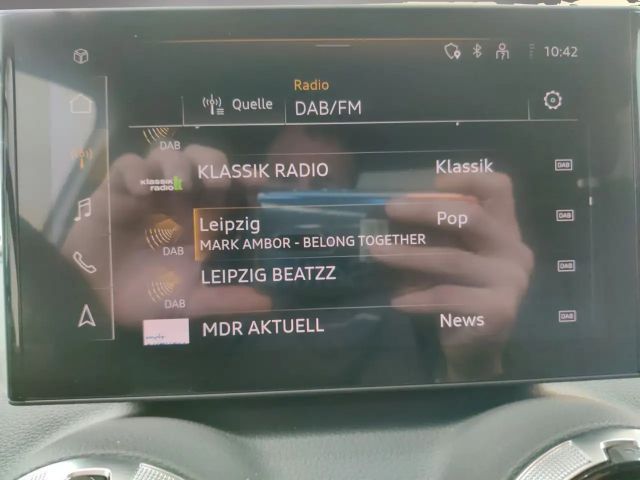 10:42
Radio
Quelle
DAB/FM
DAB
KLASSIK RADIO Klassik DAB
Klassik
radio
Leipzig Pop DAB
MARK AMBOR - BELONG TOGETHER
DAB
LEIPZIG BEATZZ DAB
DAB
MDR AKTUELL News DAB